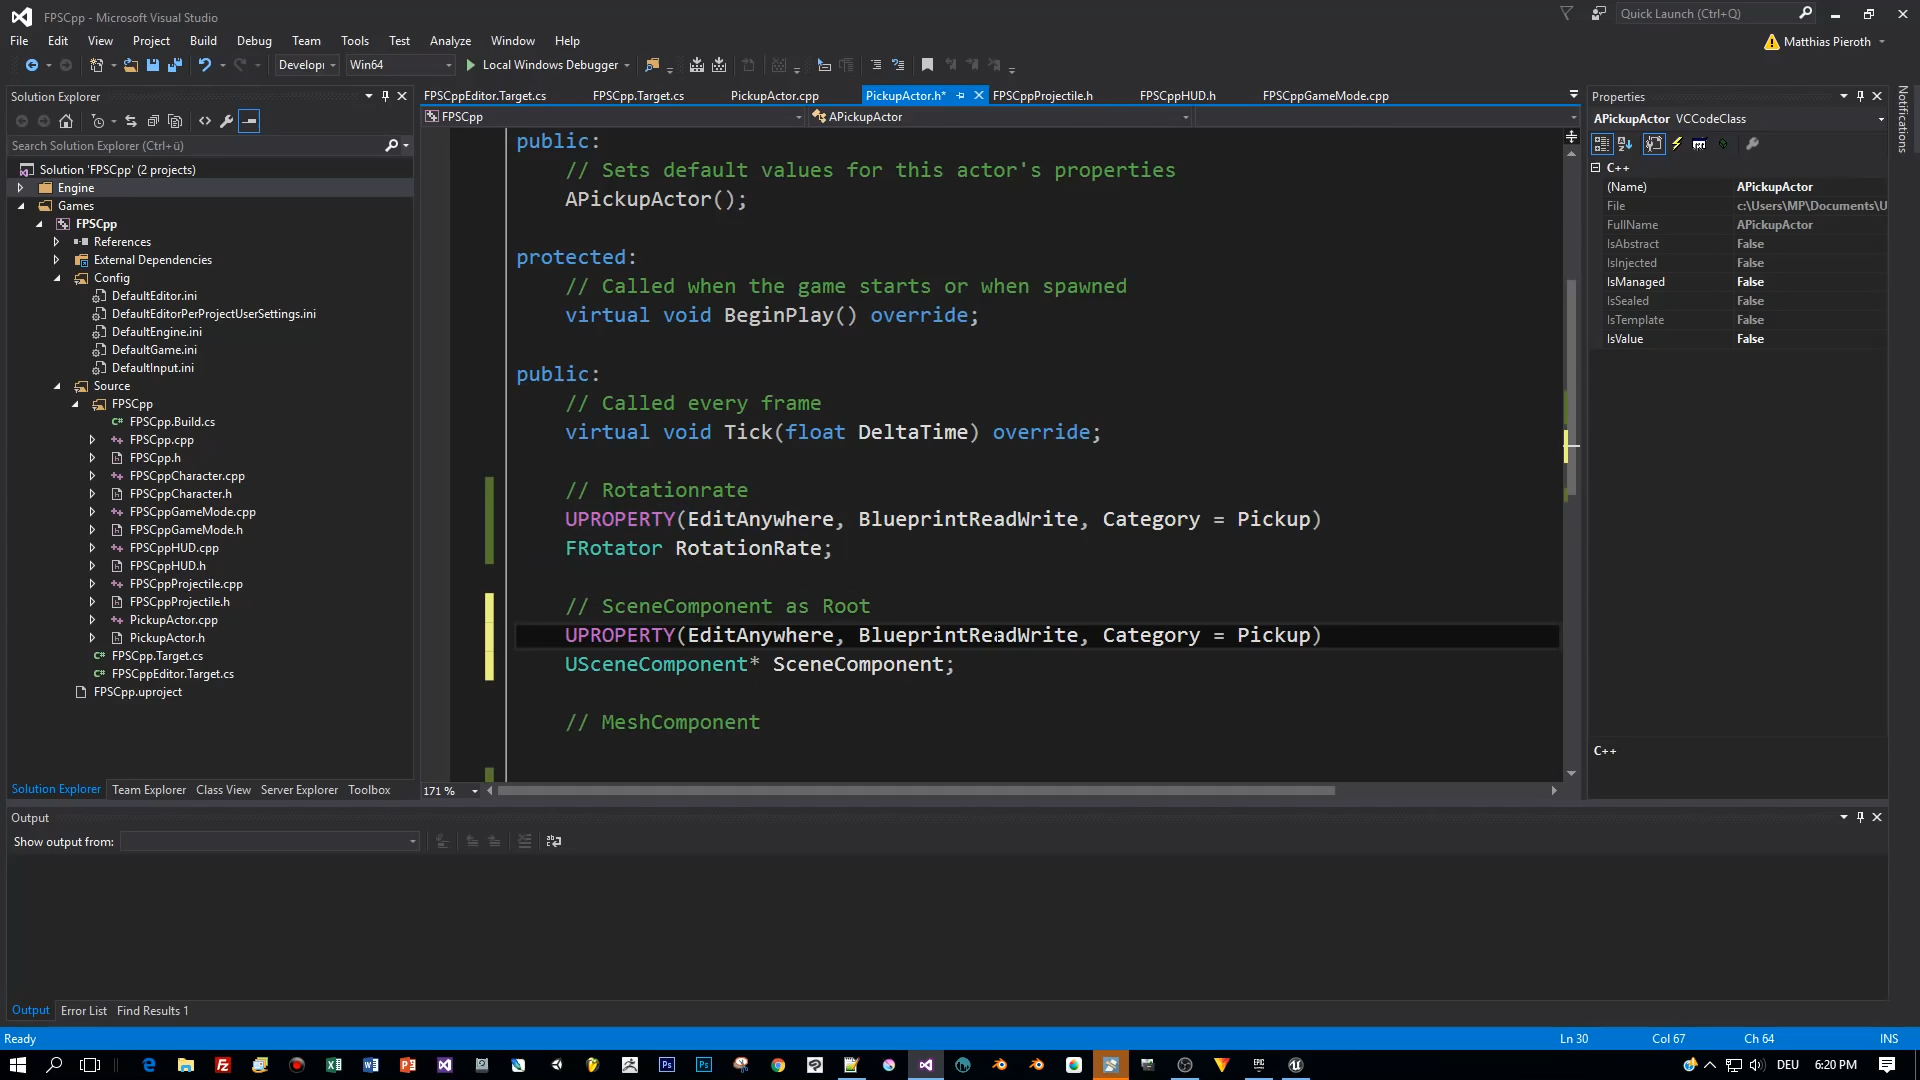 FPSCpp - Microsoft Visual Studio
Quick Launch (Ctrl+Q)
File Edit View Project Build Debug Team Tools Test Analyze Window Help
Matthias Pieroth
Develop Win64 Local Windows Debugger
Solution Explorer
Search Solution Explorer (Ctrl+ü)
Solution 'FPSCpp' (2 projects)
Engine
Games
FPSCpp
References
External Dependencies
Config
DefaultEditor.ini
DefaultEditorPerProjectUserSettings.ini
DefaultEngine.ini
DefaultGame.ini
DefaultInput.ini
Source
FPSCpp
FPSCpp.Build.cs
FPSCpp.cpp
FPSCpp.h
FPSCppCharacter.cpp
FPSCppCharacter.h
FPSCppGameMode.cpp
FPSCppGameMode.h
FPSCppHUD.cpp
FPSCppHUD.h
FPSCppProjectile.cpp
FPSCppProjectile.h
PickupActor.cpp
PickupActor.h
FPSCpp.Target.cs
FPSCppEditor.Target.cs
FPSCpp.uproject
Solution Explorer Team Explorer Class View Server Explorer Toolbox
FPSCppEditor.Target.cs FPSCpp.Target.cs PickupActor.cpp PickupActor.h* FPSCppProjectile.h FPSCppHUD.h FPSCppGameMode.cpp
FPSCpp APickupActor
public:
// Sets default values for this actor's properties
APickupActor();
protected:
// Called when the game starts or when spawned
virtual void BeginPlay() override;
public:
// Called every frame
virtual void Tick(float DeltaTime) override;
// Rotationrate
UPROPERTY(EditAnywhere, BlueprintReadWrite, Category = Pickup)
FRotator RotationRate;
// SceneComponent as Root
UPROPERTY(EditAnywhere, BlueprintReadWrite, Category = Pickup)
USceneComponent* SceneComponent;
// MeshComponent
171 %
Properties
APickupActor VCCodeClass
C++
(Name) APickupActor
File c:\Users\MP\Documents\U
FullName APickupActor
IsAbstract False
IsInjected False
IsManaged False
IsSealed False
IsTemplate False
IsValue False
C++
Notifications
Output
Show output from:
Output Error List Find Results 1
Ready Ln 30 Col 67 Ch 64 INS
DEU 6:20 PM